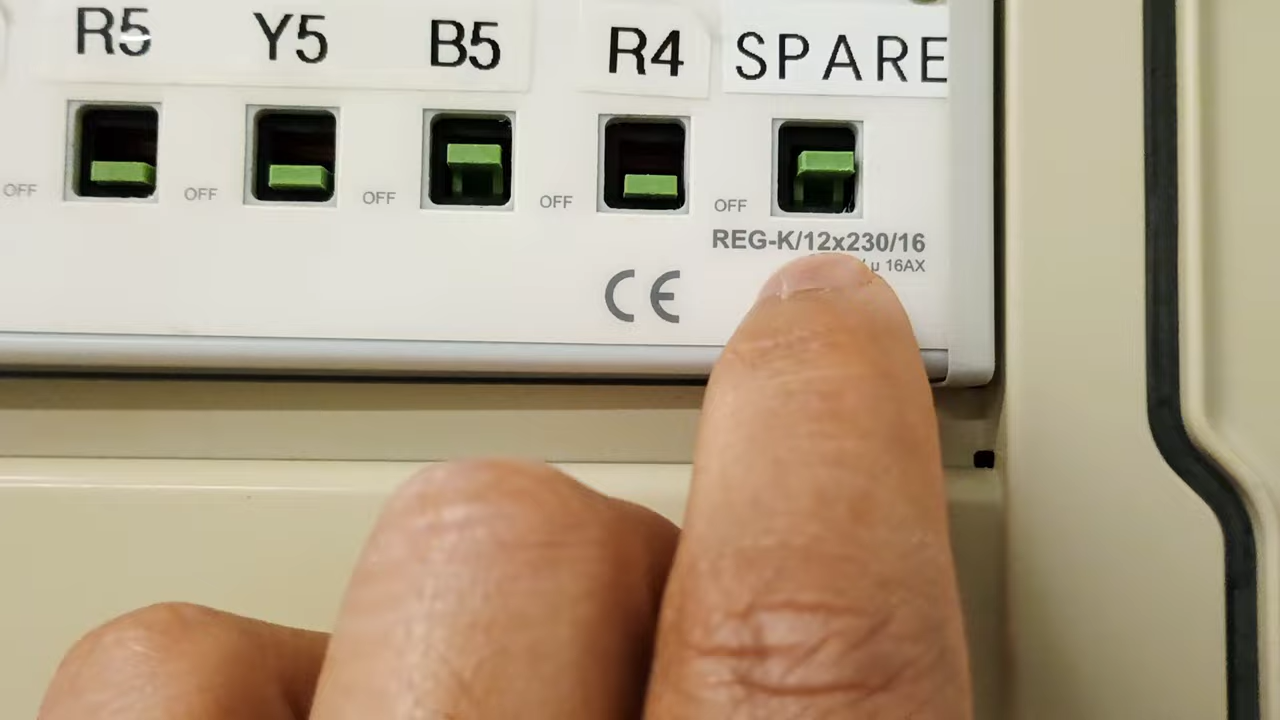 R5 Y5 B5 R4 SPARE
OFF OFF OFF OFF OFF
REG-K/12x230/16
µ 16AX
CE